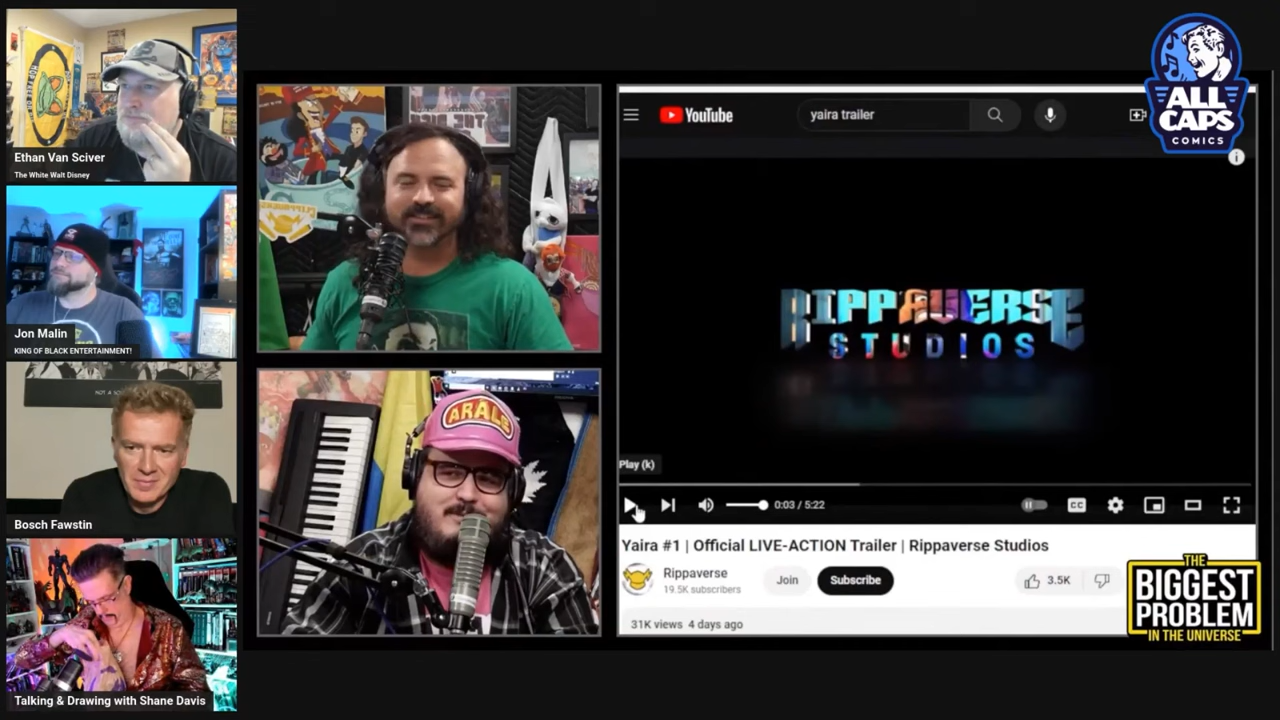 Ethan Van Sciver
The White Walt Disney
Jon Malin
KING OF BLACK ENTERTAINMENT!
Bosch Fawstin
Talking & Drawing with Shane Davis
ARALE
YouTube
yaira trailer
ALL
CAPS
COMICS
RIPPAVERSE
STUDIOS
Play (k)
0:03 / 5:22
CC
Yaira #1 | Official LIVE-ACTION Trailer | Rippaverse Studios
Rippaverse
19.5K subscribers
Join
Subscribe
3.5K
31K views 4 days ago
THE
BIGGEST
PROBLEM
IN THE UNIVERSE